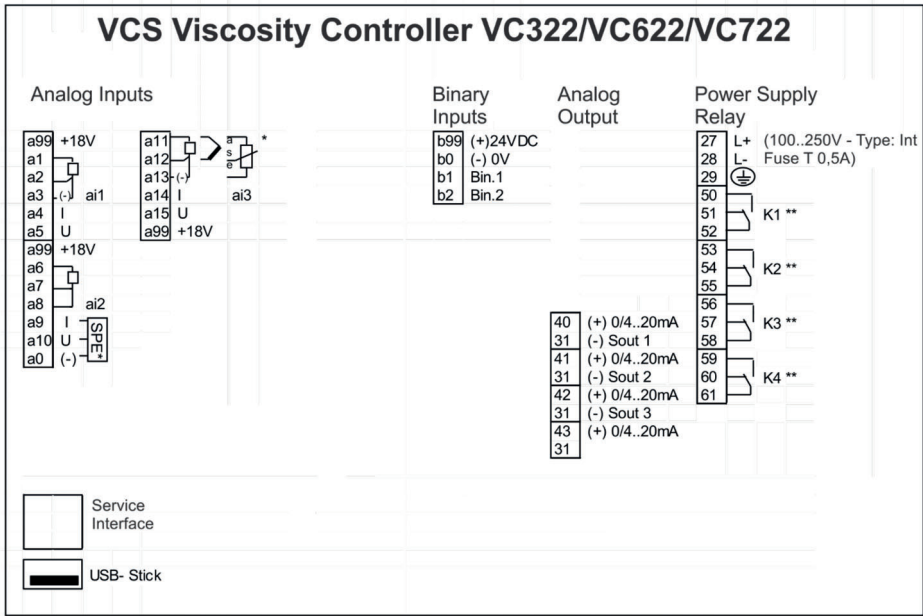 VCS Viscosity Controller VC322/VC622/VC722
Analog Inputs
a99 +18V
a1
a2
a3 (-) ai1
a4 I
a5 U
a99 +18V
a6
a7
a8 ai2
a9 I
a10 U
a0 (-)
SPE*
a11 a *
a12 s
a13 (-) e
a14 I ai3
a15 U
a99 +18V
Binary
Inputs
b99 (+)24VDC
b0 (-) 0V
b1 Bin.1
b2 Bin.2
Analog
Output
40 (+) 0/4..20mA
31 (-) Sout 1
41 (+) 0/4..20mA
31 (-) Sout 2
42 (+) 0/4..20mA
31 (-) Sout 3
43 (+) 0/4..20mA
31
Power Supply
Relay
27 L+ (100..250V - Type: Int
28 L- Fuse T 0,5A)
29
50
51 K1 **
52
53
54 K2 **
55
56
57 K3 **
58
59
60 K4 **
61
Service
Interface
USB- Stick